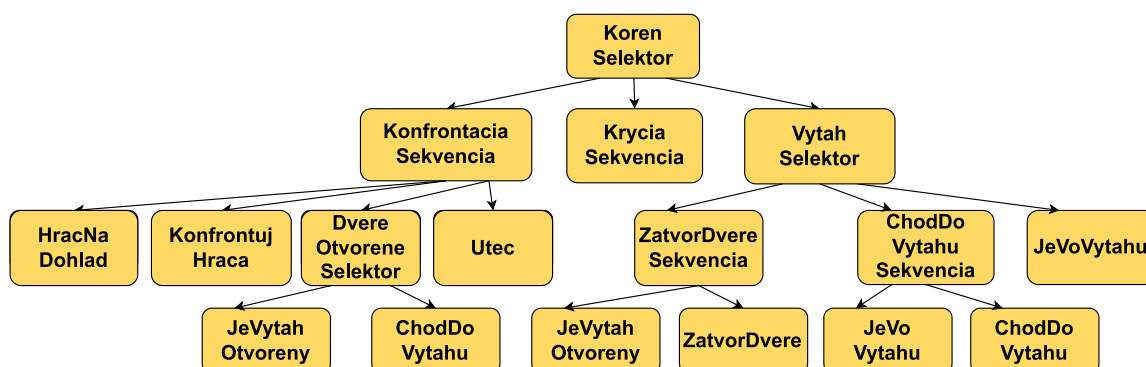 Koren
Selektor
Konfrontacia
Sekvencia
Krycia
Sekvencia
Vytah
Selektor
HracNa
Dohlad
Konfrontuj
Hraca
Dvere
Otvorene
Selektor
Utec
ZatvorDvere
Sekvencia
ChodDo
Vytahu
Sekvencia
JeVoVytahu
JeVytah
Otvoreny
ChodDo
Vytahu
JeVytah
Otvoreny
ZatvorDvere
JeVo
Vytahu
ChodDo
Vytahu